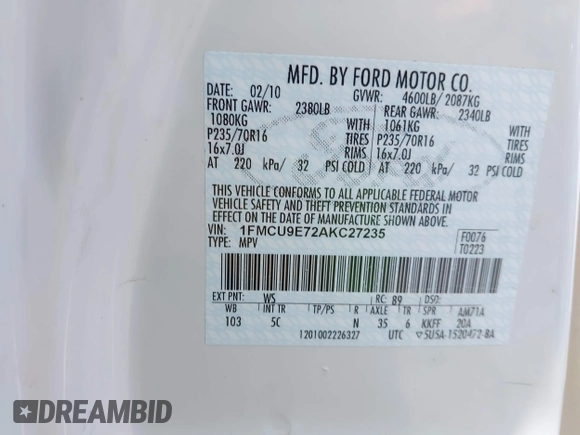 MFD. BY FORD MOTOR CO.
DATE: 02/10 GVWR: 4600LB/ 2087KG
FRONT GAWR: 2380LB REAR GAWR: 2340LB
1080KG WITH 1061KG WITH
P235/70R16 TIRES P235/70R16 TIRES
16x7.0J RIMS 16x7.0J RIMS
AT 220 kPa/ 32 PSI COLD AT 220 kPa/ 32 PSI COLD
THIS VEHICLE CONFORMS TO ALL APPLICABLE FEDERAL MOTOR
VEHICLE SAFETY AND THEFT PREVENTION STANDARDS IN
EFFECT ON THE DATE OF MANUFACTURE SHOWN ABOVE.
VIN: 1FMCU9E72AKC27235 F0076
TYPE: MPV T0223
EXT PNT: WS RC: 89 DSO:
WB INT TR TP/PS R AXLE TR SPR AM71A
103 5C N 35 6 KKFF 20A
1201002226327 UTC 5U5A-1520472-BA
DREAMBID